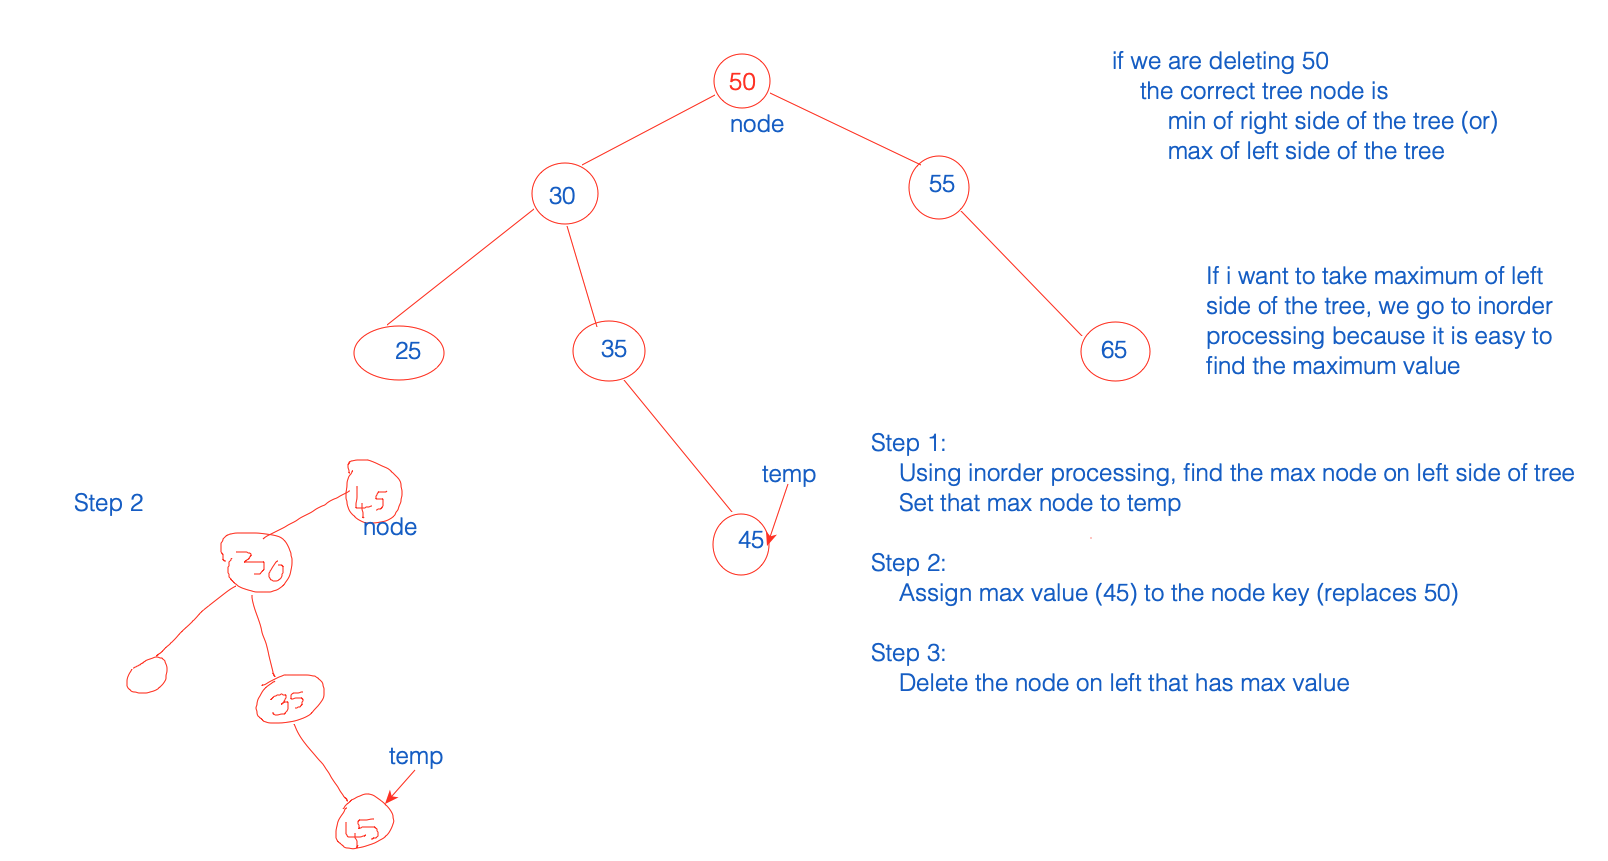 50
node
30
55
25
35
65
45
temp
if we are deleting 50
the correct tree node is
min of right side of the tree (or)
max of left side of the tree
If i want to take maximum of left
side of the tree, we go to inorder
processing because it is easy to
find the maximum value
Step 1:
Using inorder processing, find the max node on left side of tree
Set that max node to temp
Step 2:
Assign max value (45) to the node key (replaces 50)
Step 3:
Delete the node on left that has max value
Step 2
45
node
30
35
temp
45